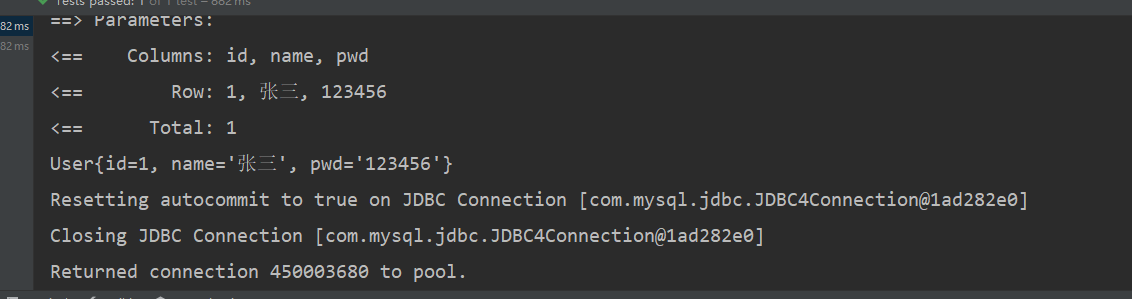 Tests passed: 1 of 1 test – 882 ms
==> Parameters:
82 ms
<==    Columns: id, name, pwd
82 ms
<==        Row: 1, 张三, 123456
<==      Total: 1
User{id=1, name='张三', pwd='123456'}
Resetting autocommit to true on JDBC Connection [com.mysql.jdbc.JDBC4Connection@1ad282e0]
Closing JDBC Connection [com.mysql.jdbc.JDBC4Connection@1ad282e0]
Returned connection 450003680 to pool.